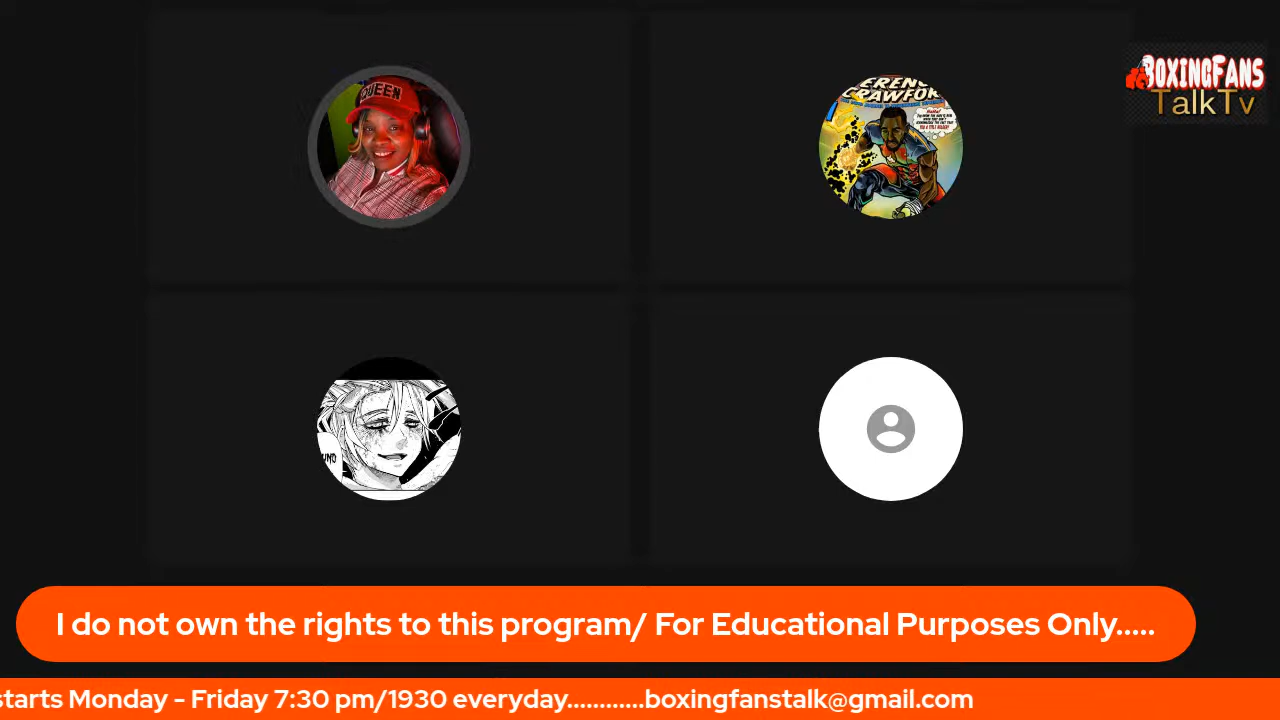 QUEEN
BOXINGFANS
TalkTv
UND
I do not own the rights to this program/ For Educational Purposes Only.....
starts Monday - Friday 7:30 pm/1930 everyday............boxingfanstalk@gmail.com